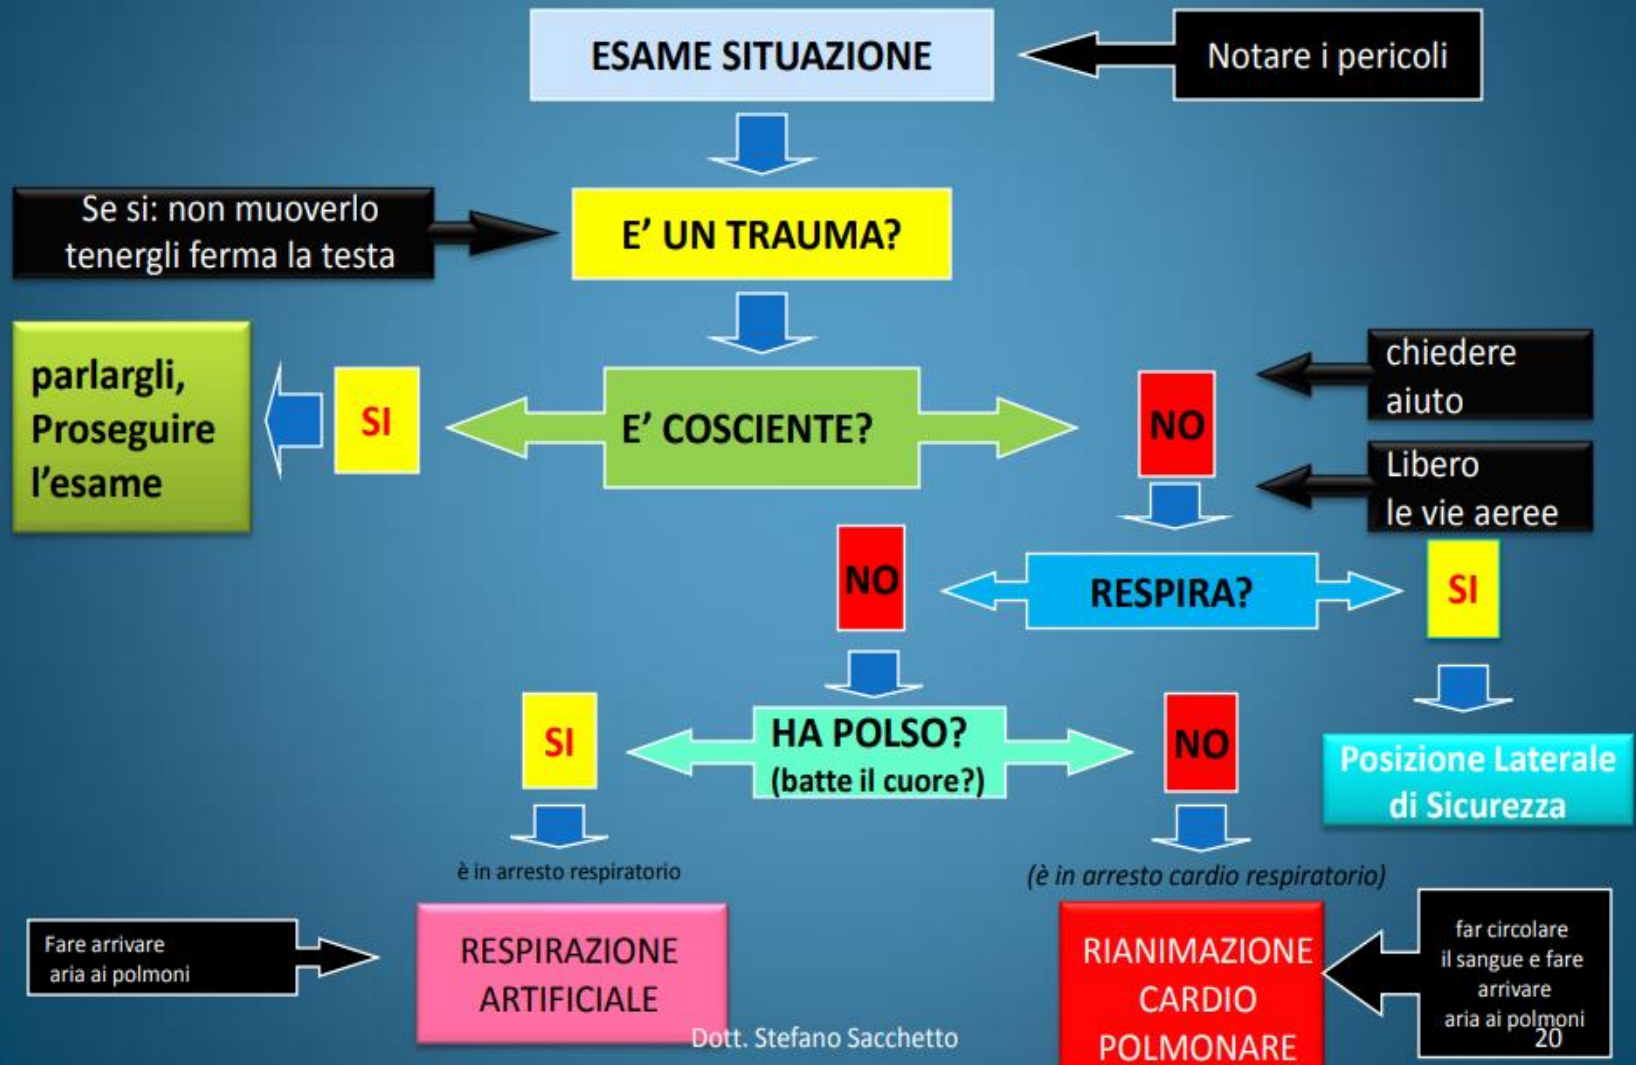 ESAME SITUAZIONE
Notare i pericoli
Se si: non muoverlo
tenergli ferma la testa
E' UN TRAUMA?
parlargli,
Proseguire
l'esame
SI
E' COSCIENTE?
NO
chiedere
aiuto
Libero
le vie aeree
NO
RESPIRA?
SI
SI
HA POLSO?
(batte il cuore?)
NO
Posizione Laterale
di Sicurezza
è in arresto respiratorio
(è in arresto cardio respiratorio)
Fare arrivare
aria ai polmoni
RESPIRAZIONE
ARTIFICIALE
RIANIMAZIONE
CARDIO
POLMONARE
far circolare
il sangue e fare
arrivare
aria ai polmoni
Dott. Stefano Sacchetto
20